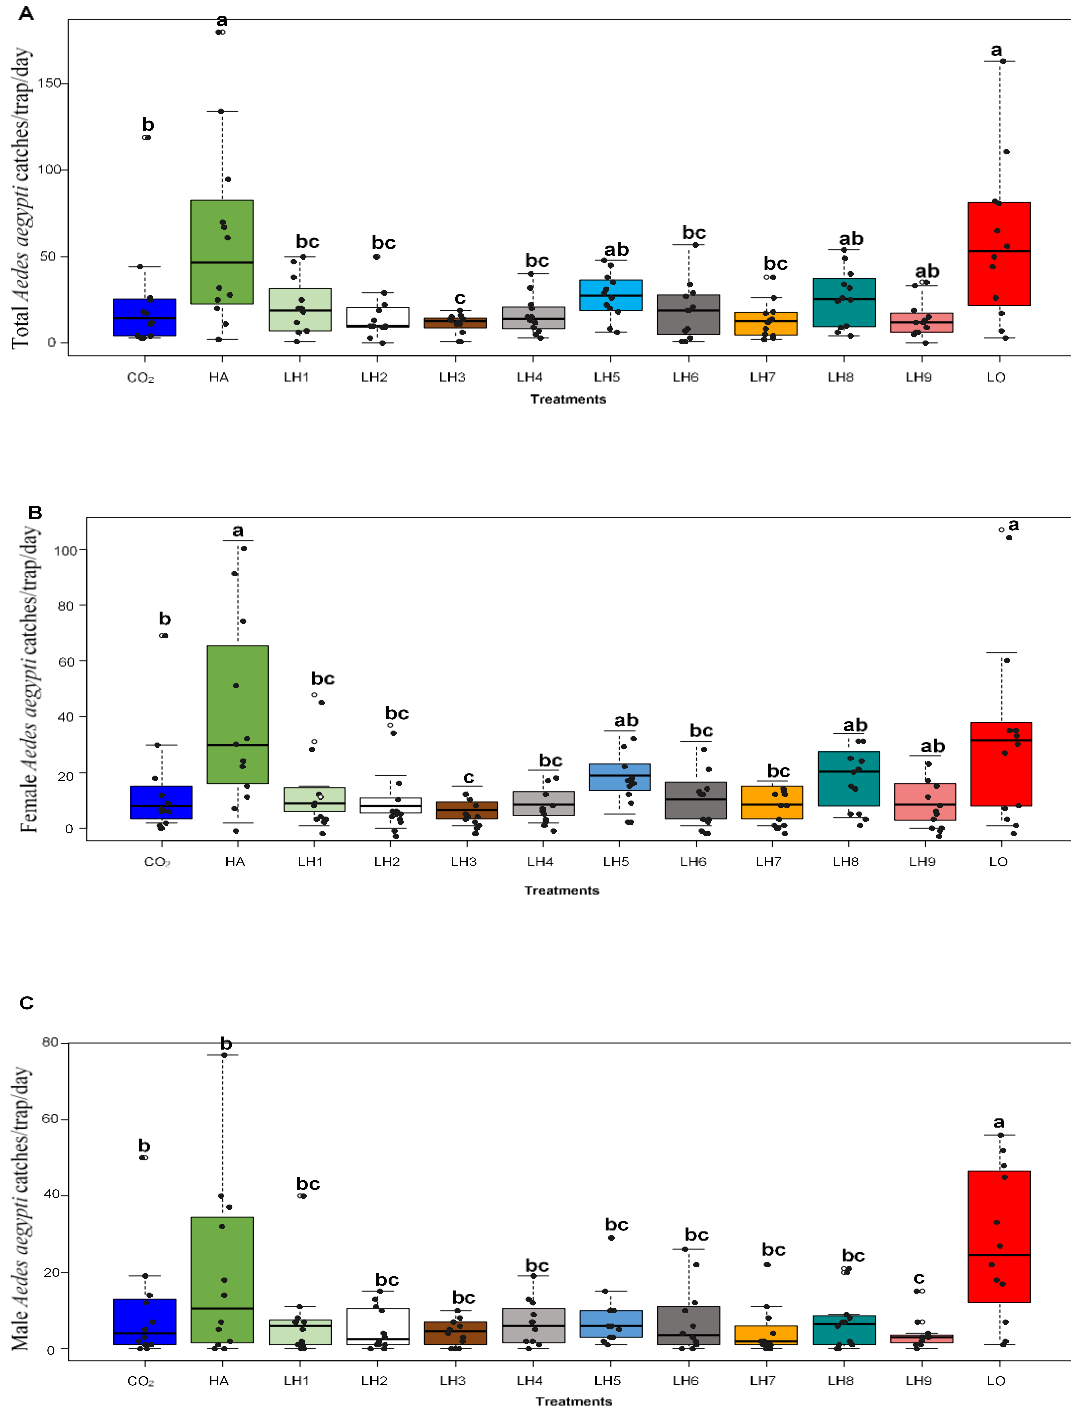 A
Total Aedes aegypti catches/trap/day
150
100
50
0
b a bc bc c bc ab bc bc ab ab a
CO₂ HA LH1 LH2 LH3 LH4 LH5 LH6 LH7 LH8 LH9 LO
Treatments
B
Female Aedes aegypti catches/trap/day
100
80
60
40
20
0
b a bc bc c bc ab bc bc ab ab a
CO₂ HA LH1 LH2 LH3 LH4 LH5 LH6 LH7 LH8 LH9 LO
Treatments
C
Male Aedes aegypti catches/trap/day
80
60
40
20
0
b b bc bc bc bc bc bc bc bc c a
CO₂ HA LH1 LH2 LH3 LH4 LH5 LH6 LH7 LH8 LH9 LO
Treatments